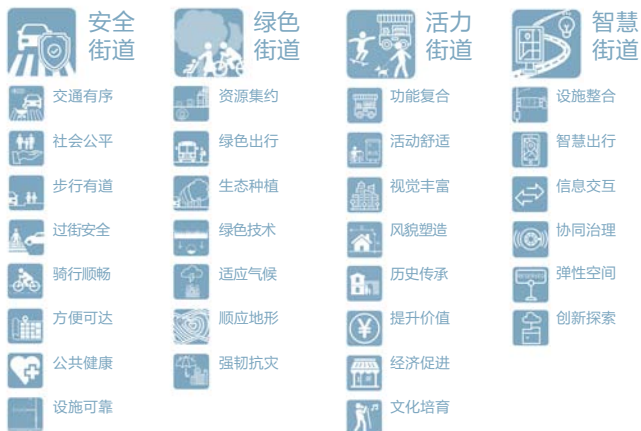 安全
街道
交通有序
社会公平
步行有道
过街安全
骑行顺畅
方便可达
公共健康
设施可靠
绿色
街道
资源集约
绿色出行
生态种植
绿色技术
适应气候
顺应地形
强韧抗灾
活力
街道
功能复合
活动舒适
视觉丰富
风貌塑造
历史传承
提升价值
经济促进
文化培育
智慧
街道
设施整合
智慧出行
信息交互
协同治理
弹性空间
创新探索